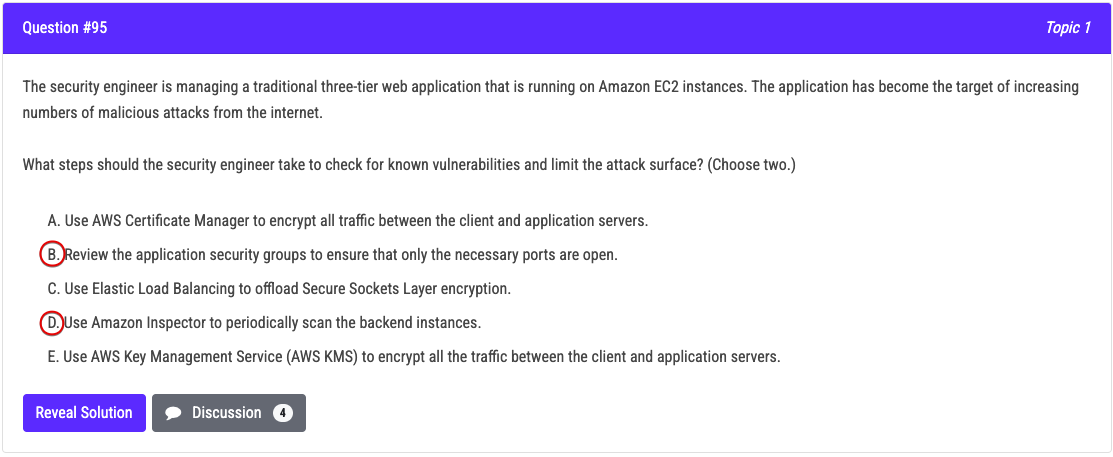 Question #95
Topic 1
The security engineer is managing a traditional three-tier web application that is running on Amazon EC2 instances. The application has become the target of increasing
numbers of malicious attacks from the internet.
What steps should the security engineer take to check for known vulnerabilities and limit the attack surface? (Choose two.)
A. Use AWS Certificate Manager to encrypt all traffic between the client and application servers.
B. Review the application security groups to ensure that only the necessary ports are open.
C. Use Elastic Load Balancing to offload Secure Sockets Layer encryption.
D. Use Amazon Inspector to periodically scan the backend instances.
E. Use AWS Key Management Service (AWS KMS) to encrypt all the traffic between the client and application servers.
Reveal Solution
Discussion 4